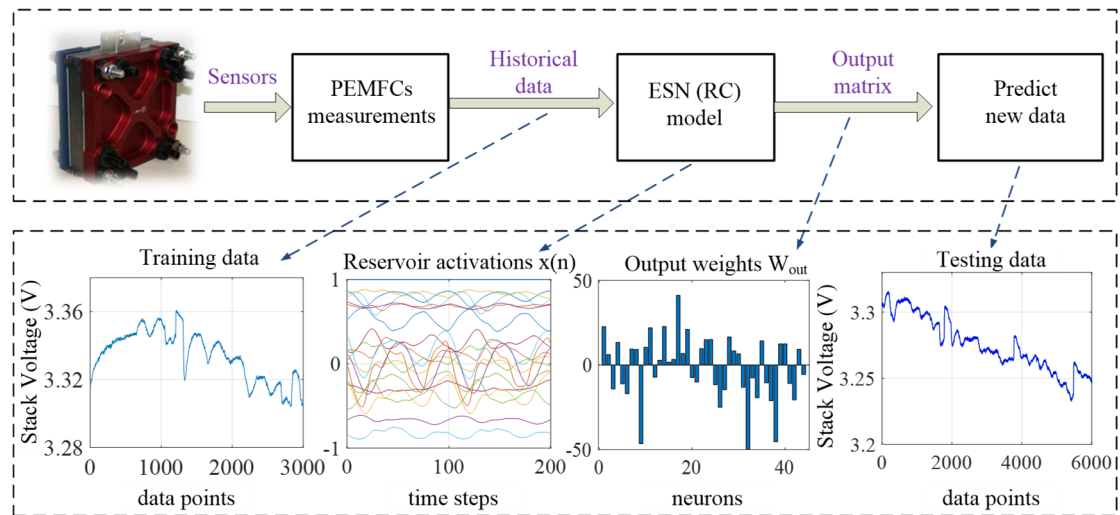 Sensors
PEMFCs
measurements
Historical
data
ESN (RC)
model
Output
matrix
Predict
new data
Training data
Stack Voltage (V)
3.36
3.32
3.28
0 1000 2000 3000
data points
Reservoir activations x(n)
1
0
-1
0 100 200
time steps
Output weights Wout
50
0
-50
0 20 40
neurons
Testing data
Stack Voltage (V)
3.3
3.25
3.2
0 2000 4000 6000
data points